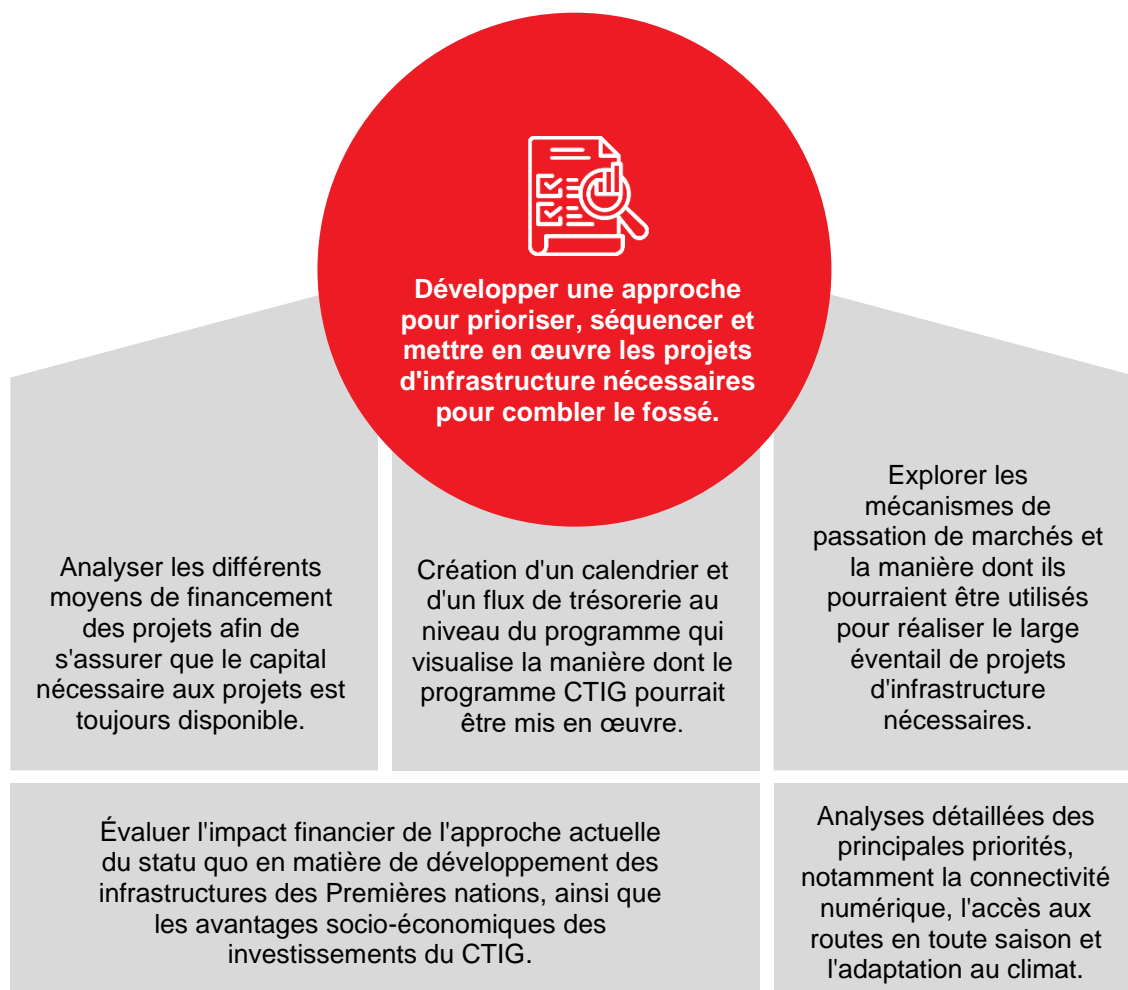 Développer une approche
pour prioriser, séquencer et
mettre en œuvre les projets
d'infrastructure nécessaires
pour combler le fossé.
Analyser les différents
moyens de financement
des projets afin de
s'assurer que le capital
nécessaire aux projets est
toujours disponible.
Création d'un calendrier et
d'un flux de trésorerie au
niveau du programme qui
visualise la manière dont le
programme CTIG pourrait
être mis en œuvre.
Explorer les
mécanismes de
passation de marchés et
la manière dont ils
pourraient être utilisés
pour réaliser le large
éventail de projets
d'infrastructure
nécessaires.
Évaluer l'impact financier de l'approche actuelle
du statu quo en matière de développement des
infrastructures des Premières nations, ainsi que
les avantages socio-économiques des
investissements du CTIG.
Analyses détaillées des
principales priorités,
notamment la connectivité
numérique, l'accès aux
routes en toute saison et
l'adaptation au climat.